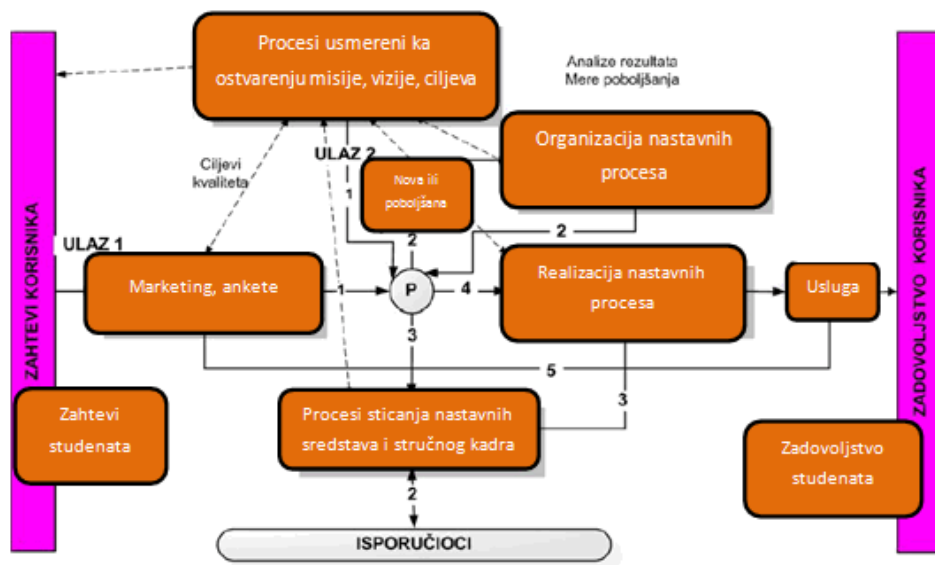 Procesi usmereni ka
ostvarenju misije, vizije, ciljeva
Analize rezultata
Mere poboljšanja
Organizacija nastavnih
procesa
ULAZ 2
Ciljevi
kvaliteta
1
Nova ili
poboljšana
2
2
ULAZ 1
Marketing, ankete
1
P
4
Realizacija nastavnih
procesa
Usluga
3
5
3
ZAHTEVI KORISNIKA
ZADOVOLJSTVO KORISNIKA
Zahtevi
studenata
Procesi sticanja nastavnih
sredstava i stručnog kadra
Zadovoljstvo
studenata
2
ISPORUČIOCI